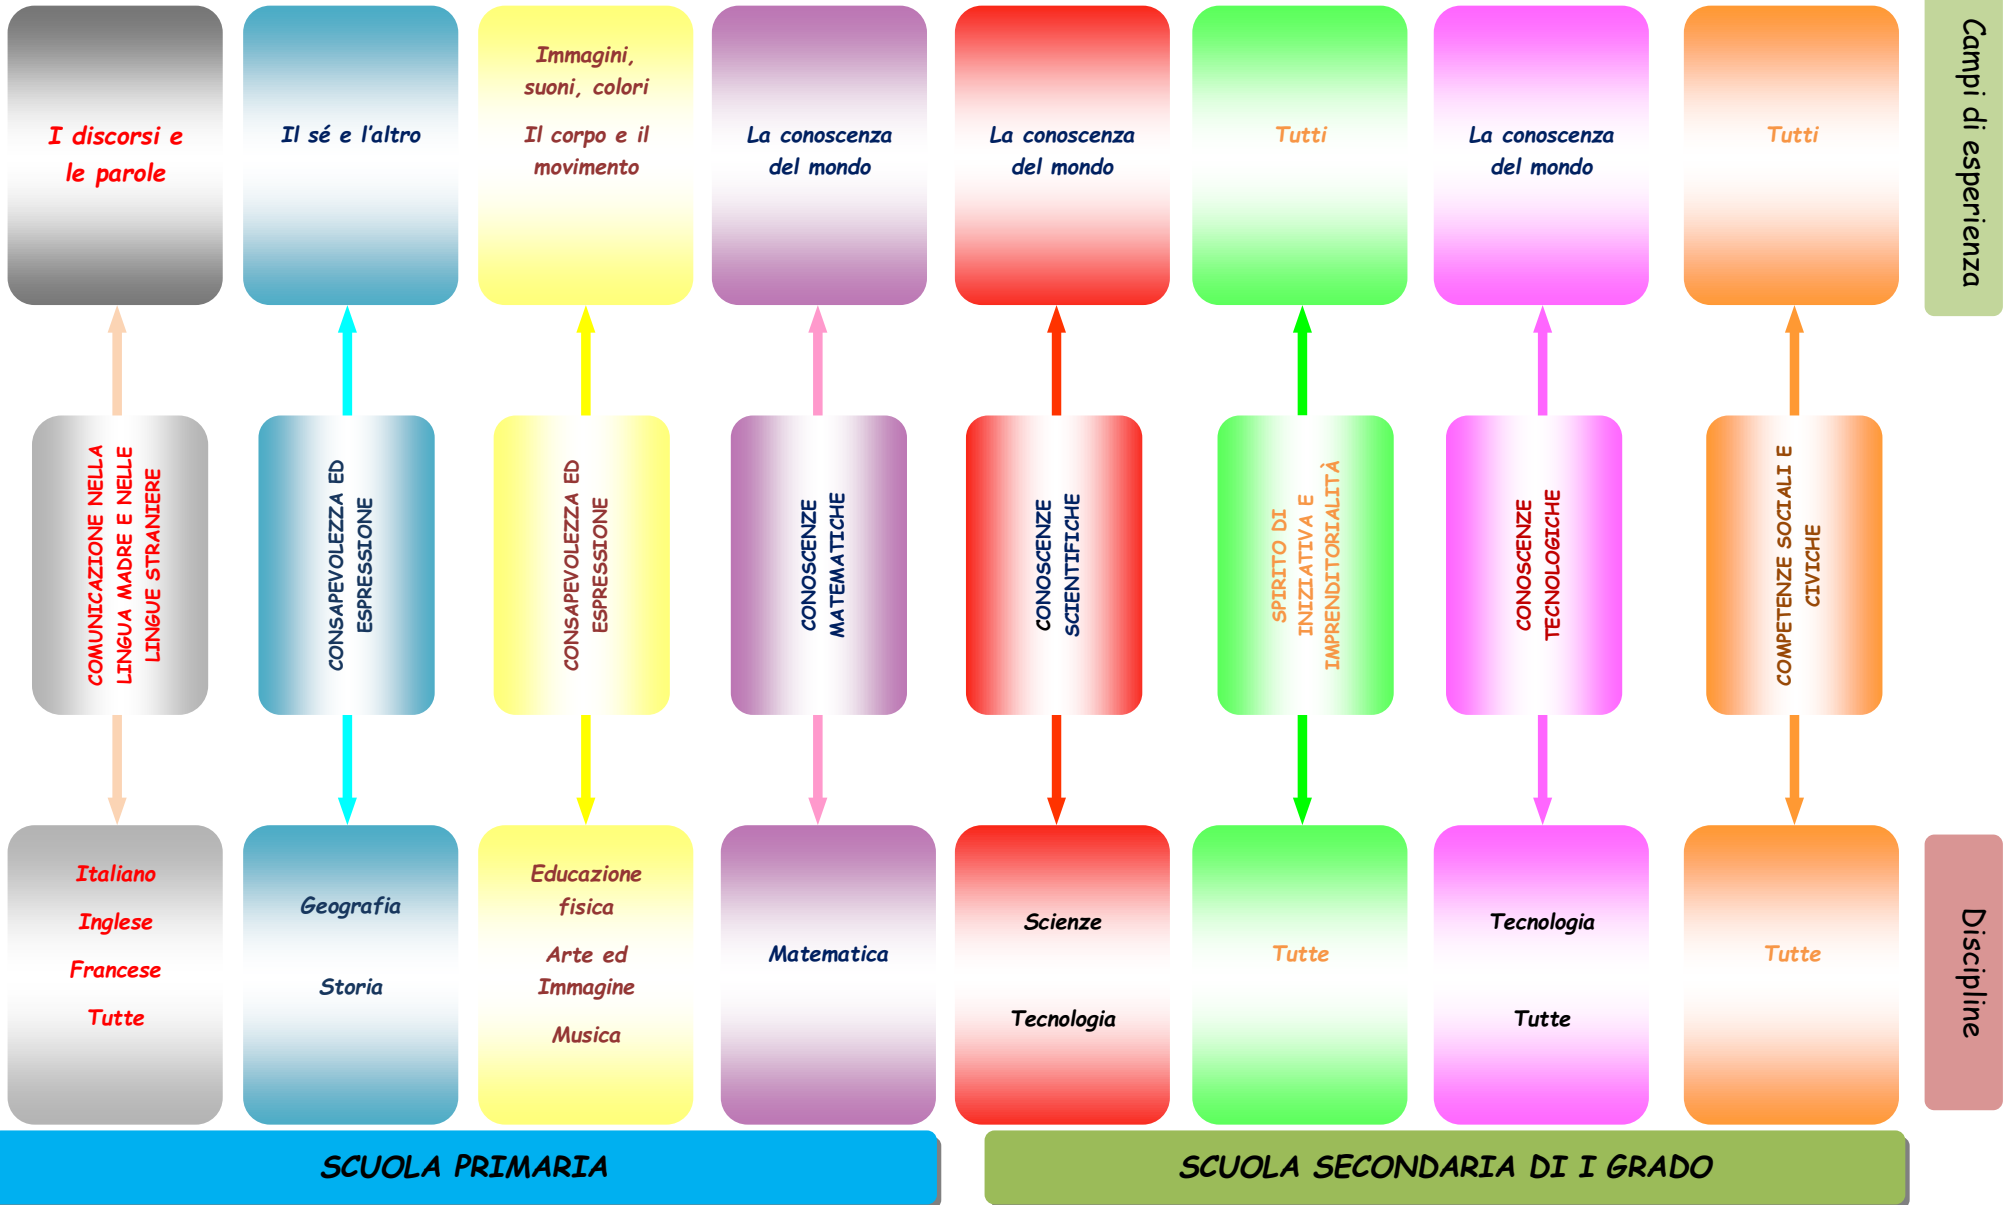 I discorsi e
le parole
Il sé e l'altro
Immagini,
suoni, colori
Il corpo e il
movimento
La conoscenza
del mondo
La conoscenza
del mondo
Tutti
La conoscenza
del mondo
Tutti
Campi di esperienza
COMUNICAZIONE NELLA
LINGUA MADRE E NELLE
LINGUE STRANIERE
CONSAPEVOLEZZA ED
ESPRESSIONE
CONSAPEVOLEZZA ED
ESPRESSIONE
CONOSCENZE
MATEMATICHE
CONOSCENZE
SCIENTIFICHE
SPIRITO DI
INIZIATIVA E
IMPRENDITORIALITÀ
CONOSCENZE
TECNOLOGICHE
COMPETENZE SOCIALI E
CIVICHE
Italiano
Inglese
Francese
Tutte
Geografia
Storia
Educazione
fisica
Arte ed
Immagine
Musica
Matematica
Scienze
Tecnologia
Tutte
Tecnologia
Tutte
Tutte
Discipline
SCUOLA PRIMARIA
SCUOLA SECONDARIA DI I GRADO